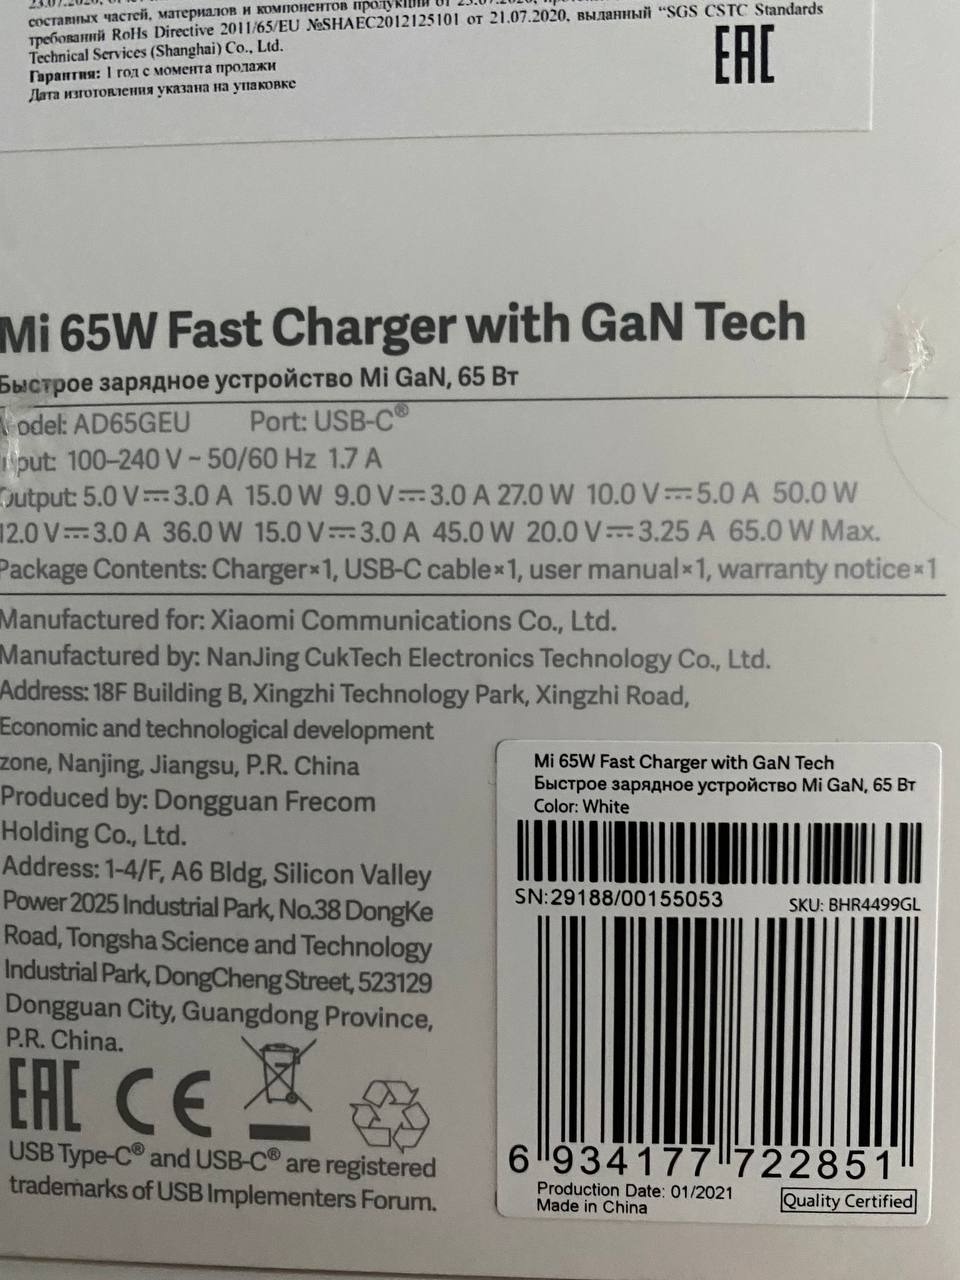 составных частей, материалов и компонентов продукции от
требований RoHs Directive 2011/65/EU №SHAEC2012125101 от 21.07.2020, выданный “SGS CSTC Standards
Technical Services (Shanghai) Co., Ltd.
Гарантия: 1 год с момента продажи
Дата изготовления указана на упаковке
EAC
Mi 65W Fast Charger with GaN Tech
Быстрое зарядное устройство Mi GaN, 65 Вт
Model: AD65GEU Port: USB-C®
Input: 100–240 V ~ 50/60 Hz 1.7 A
Output: 5.0 V⎓3.0 A 15.0 W 9.0 V⎓3.0 A 27.0 W 10.0 V⎓5.0 A 50.0 W
12.0 V⎓3.0 A 36.0 W 15.0 V⎓3.0 A 45.0 W 20.0 V⎓3.25 A 65.0 W Max.
Package Contents: Charger×1, USB-C cable×1, user manual×1, warranty notice×1
Manufactured for: Xiaomi Communications Co., Ltd.
Manufactured by: NanJing CukTech Electronics Technology Co., Ltd.
Address: 18F Building B, Xingzhi Technology Park, Xingzhi Road,
Economic and technological development
zone, Nanjing, Jiangsu, P.R. China
Produced by: Dongguan Frecom
Holding Co., Ltd.
Address: 1-4/F, A6 Bldg, Silicon Valley
Power 2025 Industrial Park, No.38 DongKe
Road, Tongsha Science and Technology
Industrial Park, DongCheng Street, 523129
Dongguan City, Guangdong Province,
P.R. China.
EAC CE
USB Type-C® and USB-C® are registered
trademarks of USB Implementers Forum.
Mi 65W Fast Charger with GaN Tech
Быстрое зарядное устройство Mi GaN, 65 Вт
Color: White
SN:29188/00155053 SKU: BHR4499GL
6 934177 722851
Production Date: 01/2021
Made in China
Quality Certified